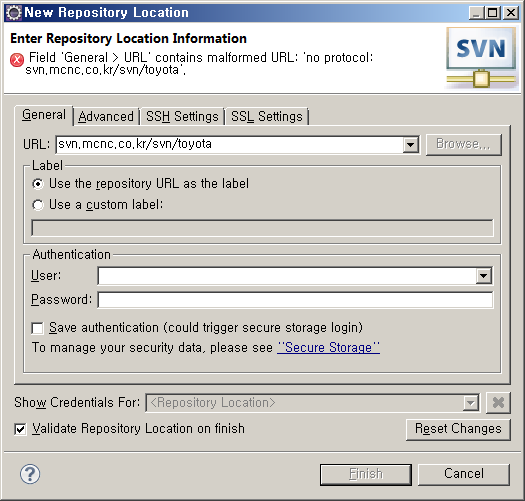 New Repository Location
Enter Repository Location Information
Field 'General > URL' contains malformed URL: 'no protocol:
svn.mcnc.co.kr/svn/toyota'.
SVN
General Advanced SSH Settings SSL Settings
URL: svn.mcnc.co.kr/svn/toyota Browse...
Label
Use the repository URL as the label
Use a custom label:
Authentication
User:
Password:
Save authentication (could trigger secure storage login)
To manage your security data, please see ''Secure Storage''
Show Credentials For: <Repository Location>
Validate Repository Location on finish
Reset Changes
Finish Cancel